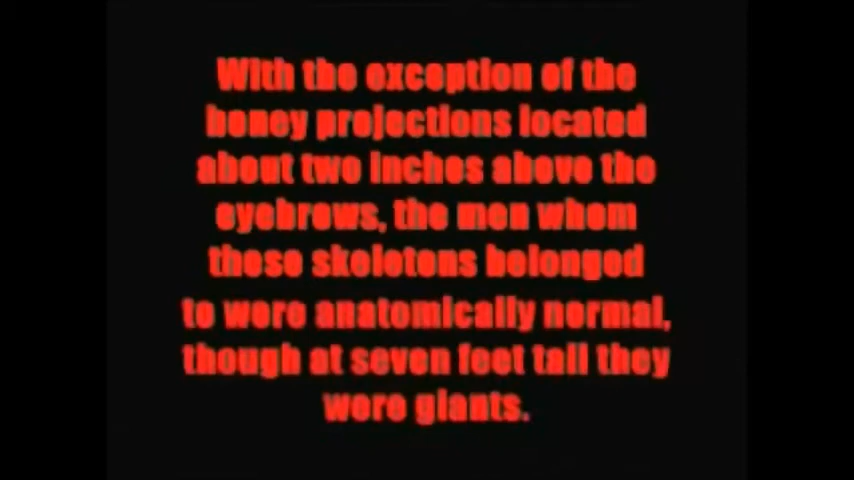 With the exception of the
boney projections located
about two inches above the
eyebrows, the men whom
these skeletons belonged
to were anatomically normal,
though at seven feet tall they
were giants.